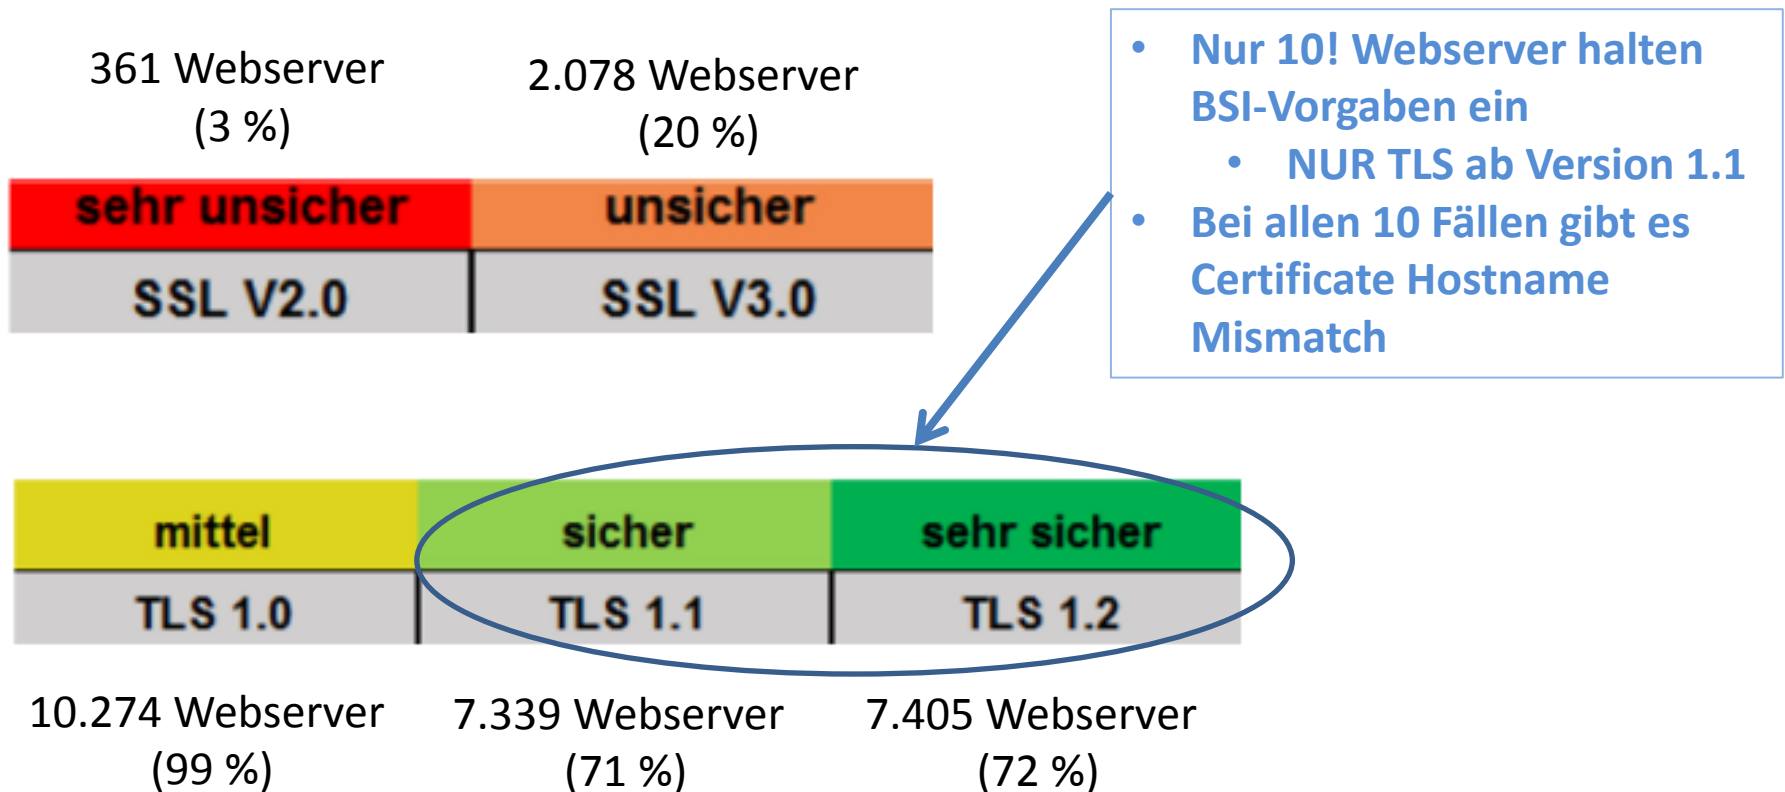 361 Webserver
(3 %)
2.078 Webserver
(20 %)
sehr unsicher
unsicher
SSL V2.0
SSL V3.0
• Nur 10! Webserver halten
BSI-Vorgaben ein
• NUR TLS ab Version 1.1
• Bei allen 10 Fällen gibt es
Certificate Hostname
Mismatch
mittel
sicher
sehr sicher
TLS 1.0
TLS 1.1
TLS 1.2
10.274 Webserver
(99 %)
7.339 Webserver
(71 %)
7.405 Webserver
(72 %)